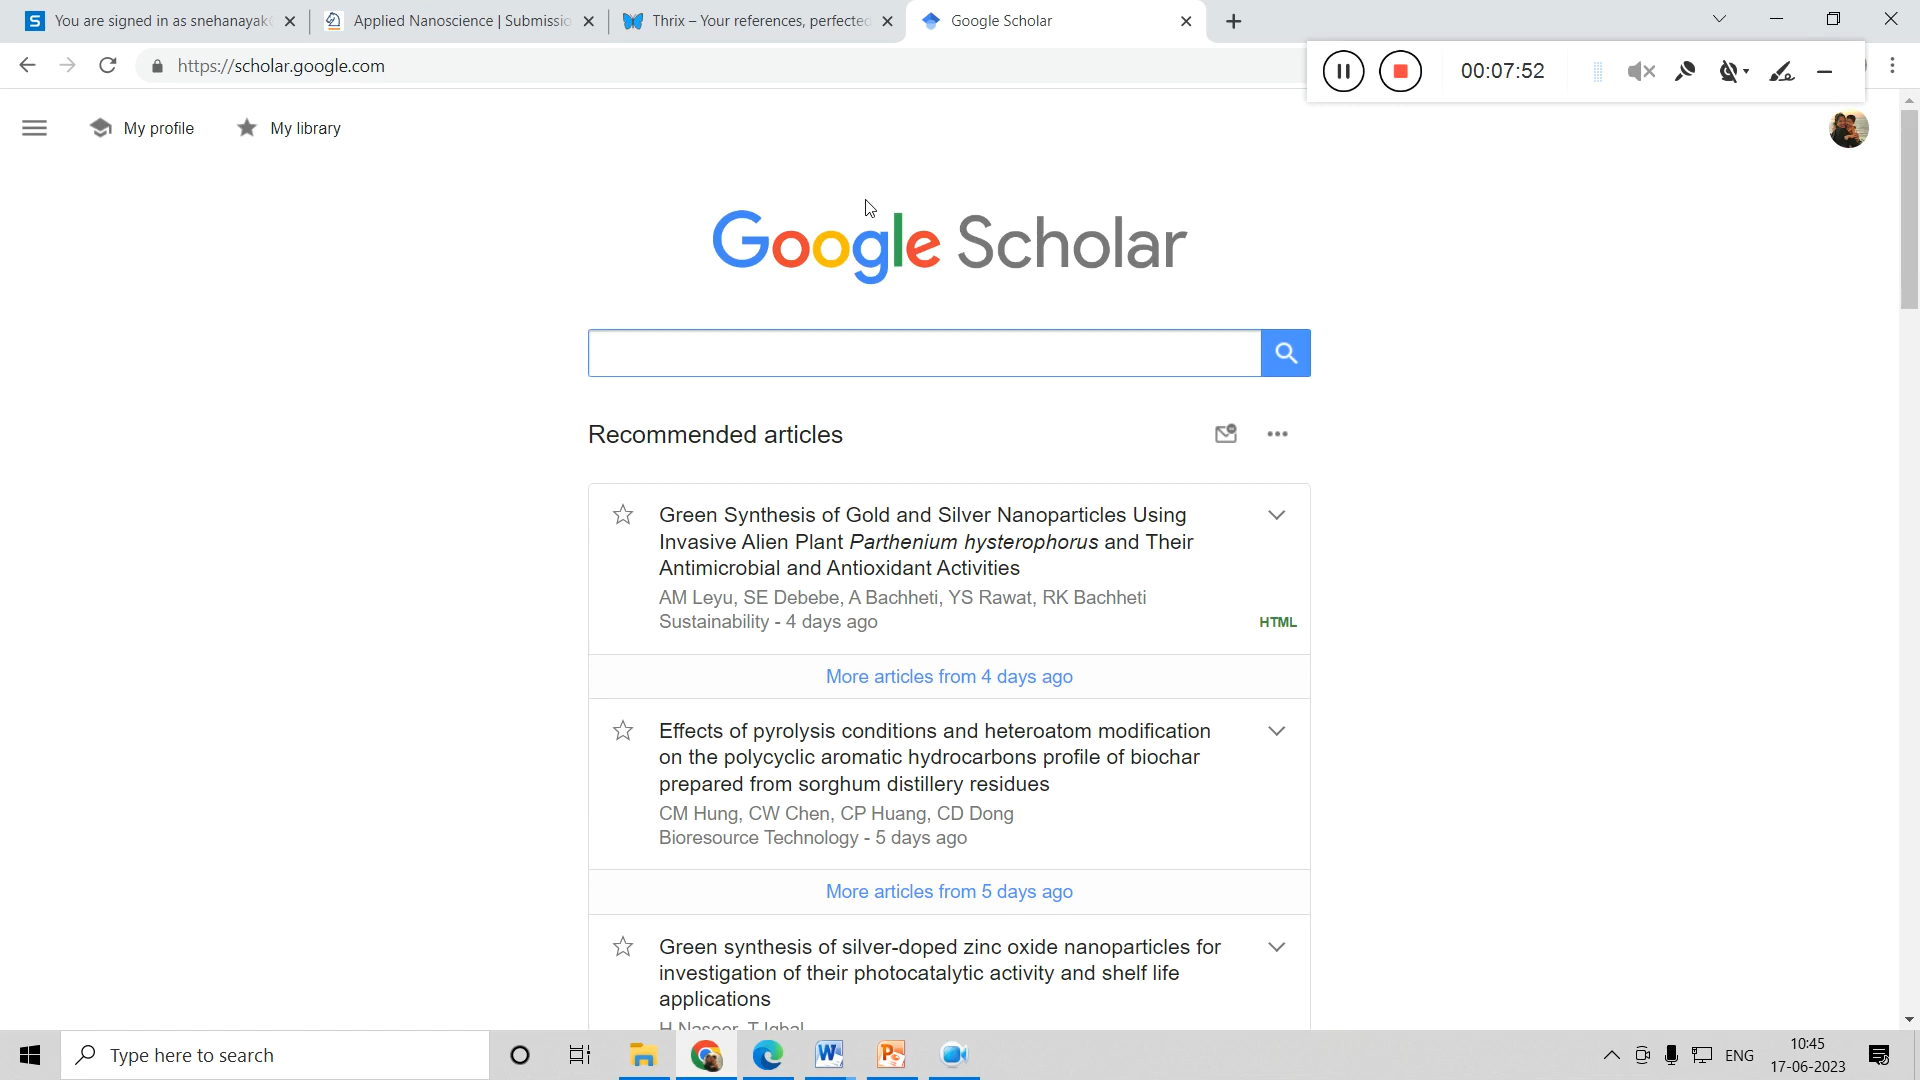 You are signed in as snehanayak
Applied Nanoscience | Submissio
Thrix – Your references, perfected
Google Scholar
https://scholar.google.com
00:07:52
My profile
My library
Google Scholar
Recommended articles
Green Synthesis of Gold and Silver Nanoparticles Using
Invasive Alien Plant Parthenium hysterophorus and Their
Antimicrobial and Antioxidant Activities
AM Leyu, SE Debebe, A Bachheti, YS Rawat, RK Bachheti
Sustainability - 4 days ago
HTML
More articles from 4 days ago
Effects of pyrolysis conditions and heteroatom modification
on the polycyclic aromatic hydrocarbons profile of biochar
prepared from sorghum distillery residues
CM Hung, CW Chen, CP Huang, CD Dong
Bioresource Technology - 5 days ago
More articles from 5 days ago
Green synthesis of silver-doped zinc oxide nanoparticles for
investigation of their photocatalytic activity and shelf life
applications
H Naseer, T Iqbal
Type here to search
ENG
10:45
17-06-2023